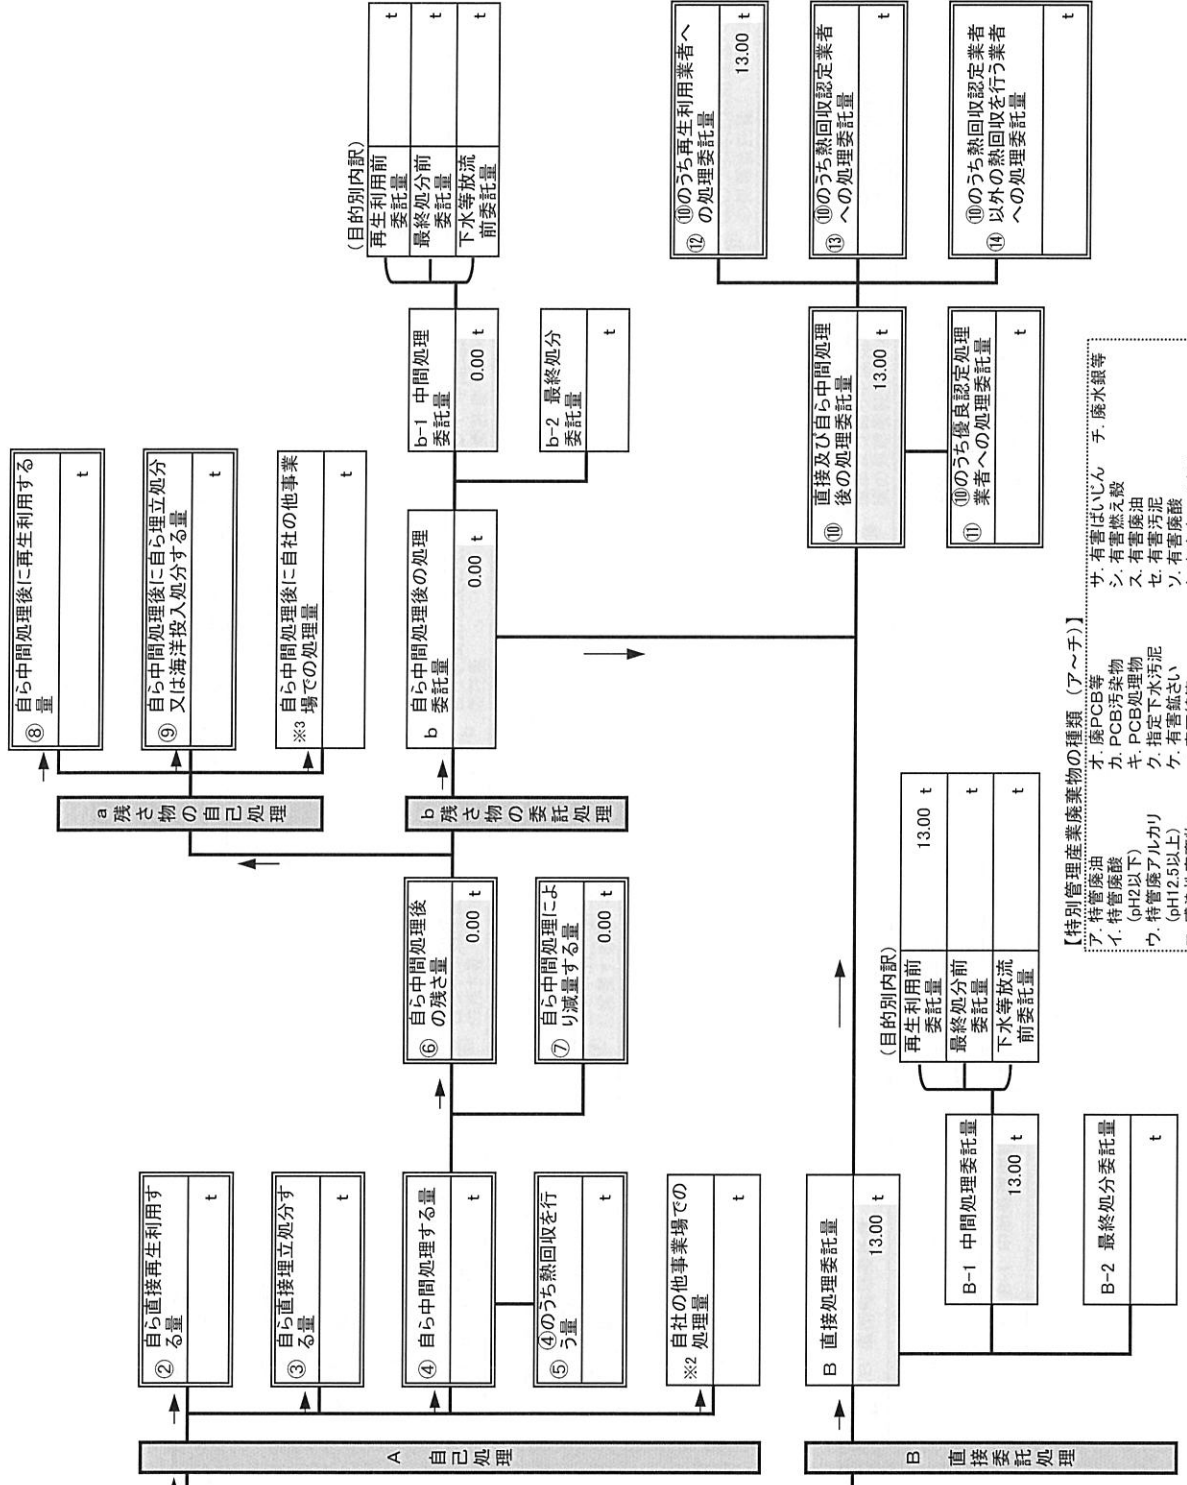 A 自己処理
② 自ら直接再生利用す
る量
t
③ 自ら直接埋立処分す
る量
t
④ 自ら中間処理する量
t
⑤ ④のうち熱回収を行
う量
t
※2 自社の他事業場での
処理量
t
⑥ 自ら中間処理後
の残さ量
0.00 t
⑦ 自ら中間処理によ
り減量する量
0.00 t
a 残さ物の自己処理
⑧ 自ら中間処理後に再生利用する
量
t
⑨ 自ら中間処理後に自ら埋立処分
又は海洋投入処分する量
t
※3 自ら中間処理後に自社の他事業
場での処理量
t
b 残さ物の委託処理
b 自ら中間処理後の処理
委託量
0.00 t
b-1 中間処理
委託量
0.00 t
b-2 最終処分
委託量
t
(目的別内訳)
再生利用前
委託量
t
最終処分前
委託量
t
下水等放流
前委託量
t
B 直接委託処理
B 直接処理委託量
13.00 t
B-1 中間処理委託量
13.00 t
B-2 最終処分委託量
t
(目的別内訳)
再生利用前
委託量
13.00 t
最終処分前
委託量
t
下水等放流
前委託量
t
⑩ 直接及び自ら中間処理
後の処理委託量
13.00 t
⑪ ⑩のうち優良認定処理
業者への処理委託量
t
⑫ ⑩のうち再生利用業者へ
の処理委託量
13.00 t
⑬ ⑩のうち熱回収認定業者
への処理委託量
t
⑭ ⑩のうち熱回収認定業者
以外の熱回収を行う業者
への処理委託量
t
【特別管理産業廃棄物の種類 (ア～チ)】
ア. 特管廃油
イ. 特管廃酸
(pH2以下)
ウ. 特管廃アルカリ
(pH12.5以上)
オ. 廃PCB等
カ. PCB汚染物
キ. PCB処理物
ク. 指定下水汚泥
ケ. 有害鉱さい
サ. 有害ばいじん
シ. 有害燃え殻
ス. 有害廃油
セ. 有害汚泥
ソ. 有害廃酸
チ. 廃水銀等